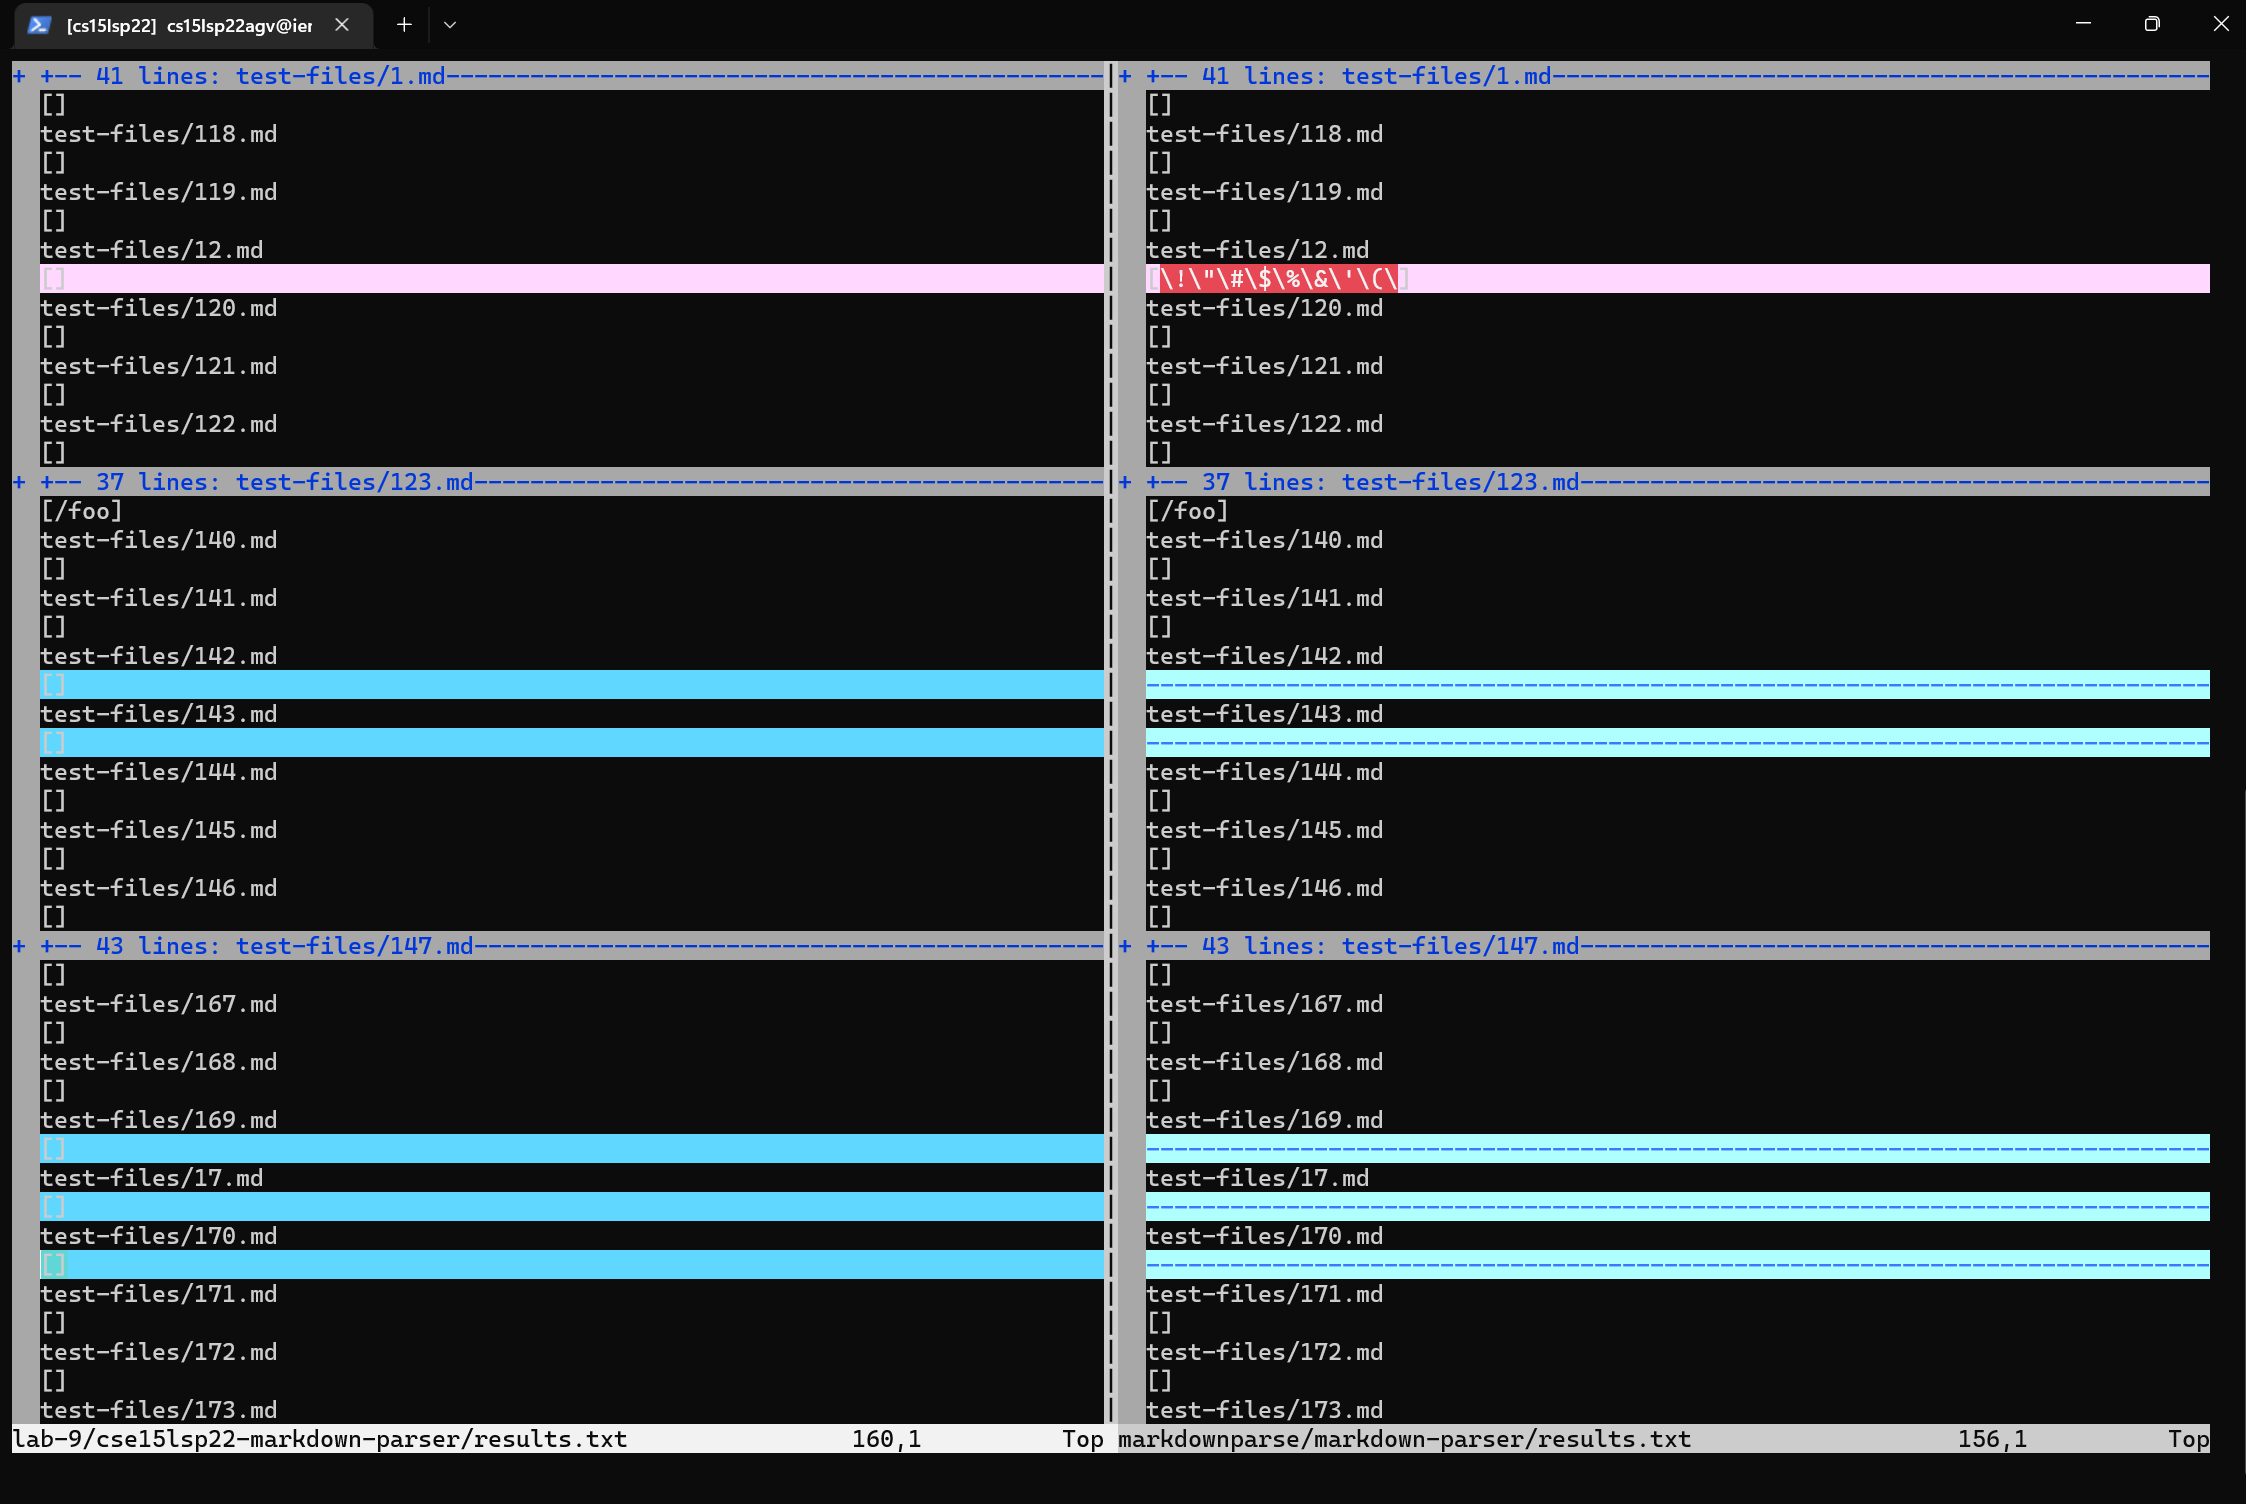 [cs15lsp22] cs15lsp22agv@ier
+ +-- 41 lines: test-files/1.md-----------------------------------------------
[]
test-files/118.md
[]
test-files/119.md
[]
test-files/12.md
[]
test-files/120.md
[]
test-files/121.md
[]
test-files/122.md
[]
+ +-- 37 lines: test-files/123.md---------------------------------------------
[/foo]
test-files/140.md
[]
test-files/141.md
[]
test-files/142.md
[]
test-files/143.md
[]
test-files/144.md
[]
test-files/145.md
[]
test-files/146.md
[]
+ +-- 43 lines: test-files/147.md---------------------------------------------
[]
test-files/167.md
[]
test-files/168.md
[]
test-files/169.md
[]
test-files/17.md
[]
test-files/170.md
[]
test-files/171.md
[]
test-files/172.md
[]
test-files/173.md
lab-9/cse15lsp22-markdown-parser/results.txt 160,1 Top
+ +-- 41 lines: test-files/1.md-----------------------------------------------
[]
test-files/118.md
[]
test-files/119.md
[]
test-files/12.md
[\!\"\#\$\%\&\'\(\]
test-files/120.md
[]
test-files/121.md
[]
test-files/122.md
[]
+ +-- 37 lines: test-files/123.md---------------------------------------------
[/foo]
test-files/140.md
[]
test-files/141.md
[]
test-files/142.md
----------------------------------------------------------------------------
test-files/143.md
----------------------------------------------------------------------------
test-files/144.md
[]
test-files/145.md
[]
test-files/146.md
[]
+ +-- 43 lines: test-files/147.md---------------------------------------------
[]
test-files/167.md
[]
test-files/168.md
[]
test-files/169.md
----------------------------------------------------------------------------
test-files/17.md
----------------------------------------------------------------------------
test-files/170.md
----------------------------------------------------------------------------
test-files/171.md
[]
test-files/172.md
[]
test-files/173.md
markdownparse/markdown-parser/results.txt 156,1 Top